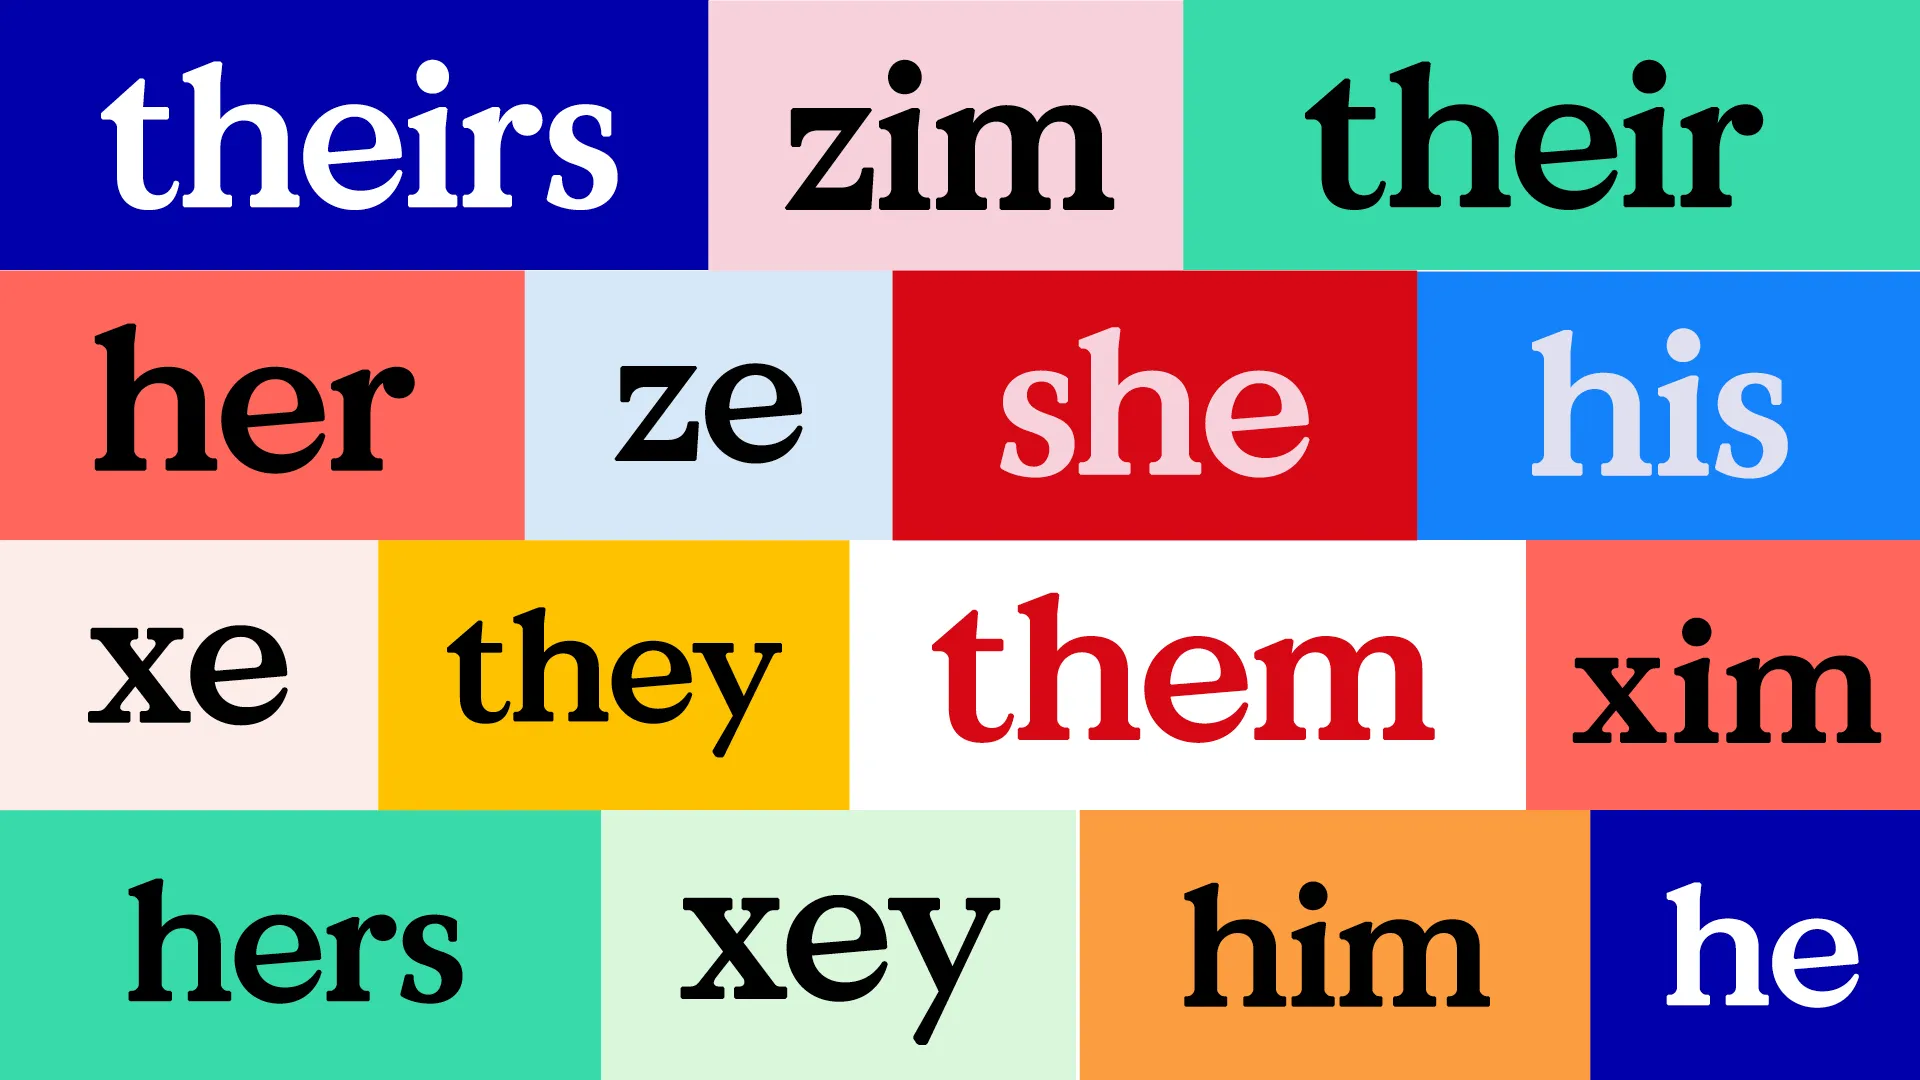 theirs zim their
her ze she his
xe they them xim
hers xey him he